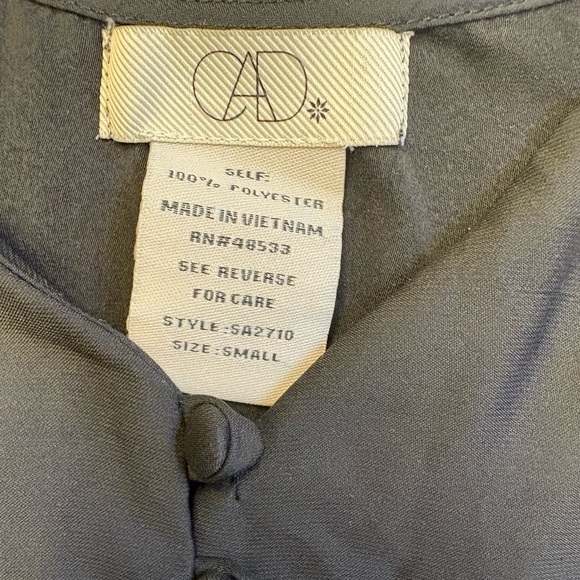 CAD
SELF:
100% POLYESTER
MADE IN VIETNAM
RN#48533
SEE REVERSE
FOR CARE
STYLE:SA2710
SIZE:SMALL